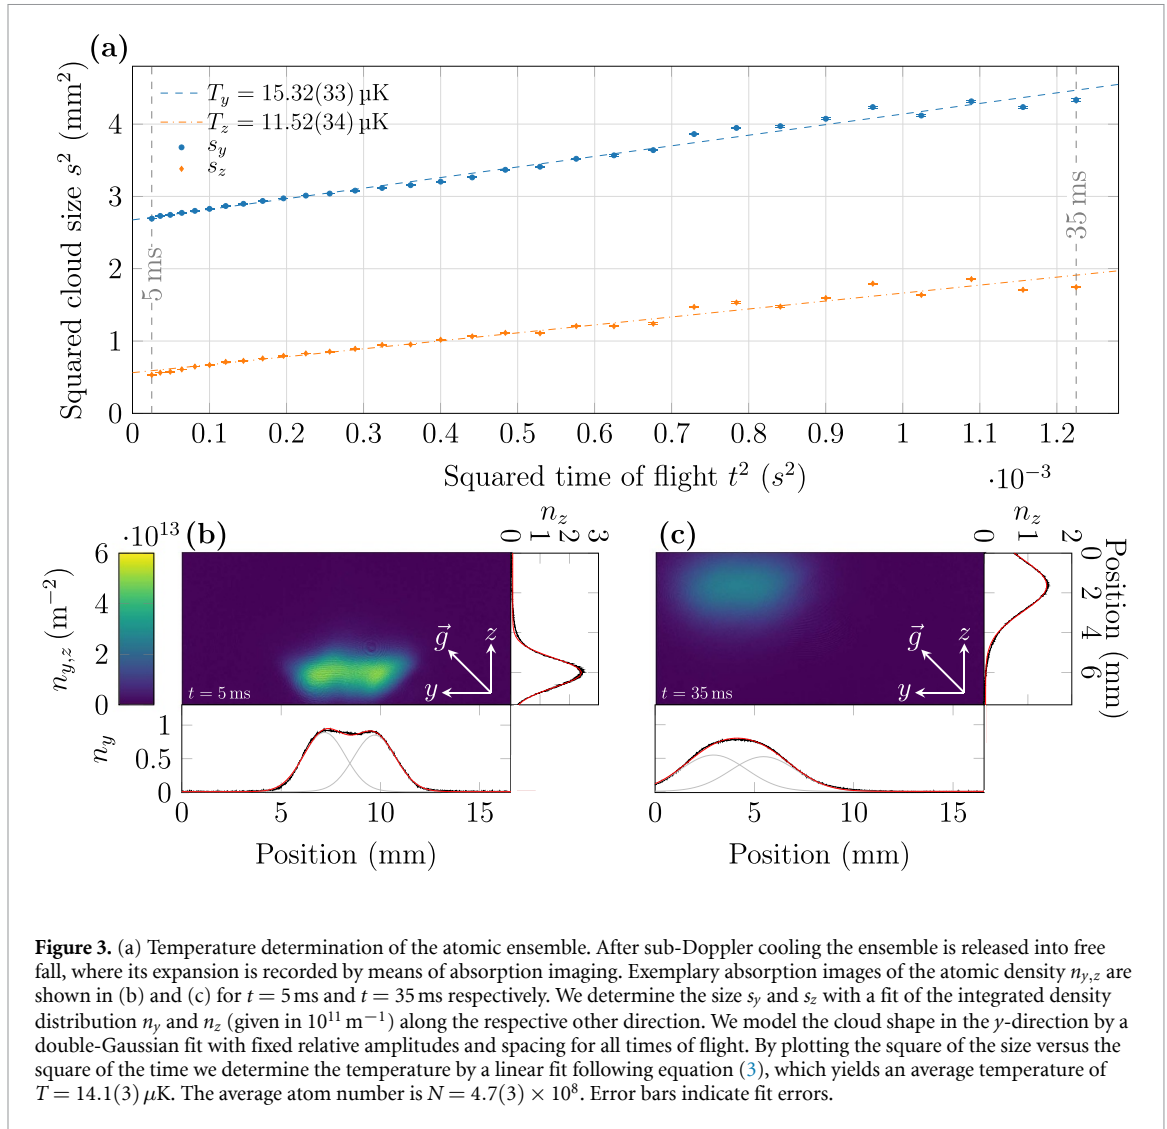 (a)
Squared cloud size s² (mm²)
T_y = 15.32(33) µK
T_z = 11.52(34) µK
s_y
s_z
4
3
2
1
0
5 ms
35 ms
0 0.1 0.2 0.3 0.4 0.5 0.6 0.7 0.8 0.9 1 1.1 1.2
Squared time of flight t² (s²)
·10⁻³
·10¹³
n_{y,z} (m⁻²)
6
4
2
0
(b)
n_z
0 1 2 3
g⃗ z
y
t = 5 ms
n_y
1
0.5
0
0 5 10 15
Position (mm)
(c)
n_z
0 1 2
Position (mm)
0 2 4 6
g⃗ z
y
t = 35 ms
0 5 10 15
Position (mm)
Figure 3. (a) Temperature determination of the atomic ensemble. After sub-Doppler cooling the ensemble is released into free
fall, where its expansion is recorded by means of absorption imaging. Exemplary absorption images of the atomic density n_{y,z} are
shown in (b) and (c) for t = 5 ms and t = 35 ms respectively. We determine the size s_y and s_z with a fit of the integrated density
distribution n_y and n_z (given in 10¹¹ m⁻¹) along the respective other direction. We model the cloud shape in the y-direction by a
double-Gaussian fit with fixed relative amplitudes and spacing for all times of flight. By plotting the square of the size versus the
square of the time we determine the temperature by a linear fit following equation (3), which yields an average temperature of
T = 14.1(3) µK. The average atom number is N = 4.7(3) × 10⁸. Error bars indicate fit errors.